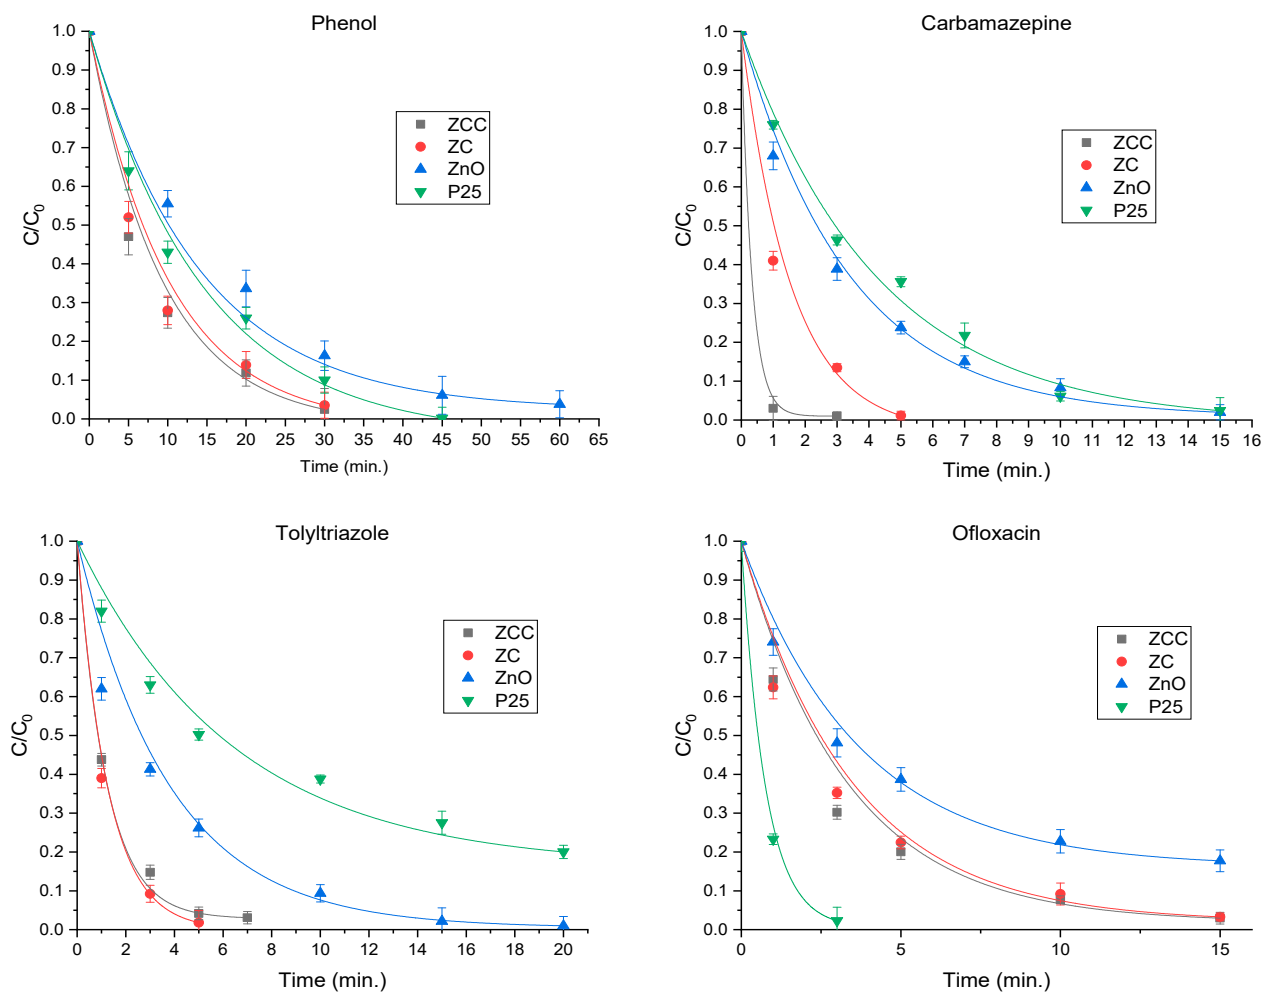 Phenol
1.0
0.9
0.8
0.7
0.6
0.5
0.4
0.3
0.2
0.1
0.0
C/C0
ZCC
ZC
ZnO
P25
0 5 10 15 20 25 30 35 40 45 50 55 60 65
Time (min.)
Carbamazepine
1.0
0.9
0.8
0.7
0.6
0.5
0.4
0.3
0.2
0.1
0.0
C/C0
ZCC
ZC
ZnO
P25
0 1 2 3 4 5 6 7 8 9 10 11 12 13 14 15 16
Time (min.)
Tolyltriazole
1.0
0.9
0.8
0.7
0.6
0.5
0.4
0.3
0.2
0.1
0.0
C/C0
ZCC
ZC
ZnO
P25
0 2 4 6 8 10 12 14 16 18 20
Time (min.)
Ofloxacin
1.0
0.9
0.8
0.7
0.6
0.5
0.4
0.3
0.2
0.1
0.0
C/C0
ZCC
ZC
ZnO
P25
0 5 10 15
Time (min.)